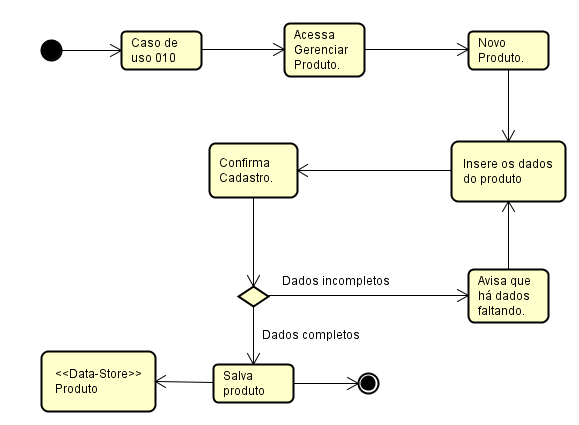 Caso de
uso 010
Acessa
Gerenciar
Produto.
Novo
Produto.
Insere os dados
do produto
Confirma
Cadastro.
Dados incompletos
Avisa que
há dados
faltando.
Dados completos
Salva
produto
<<Data-Store>>
Produto